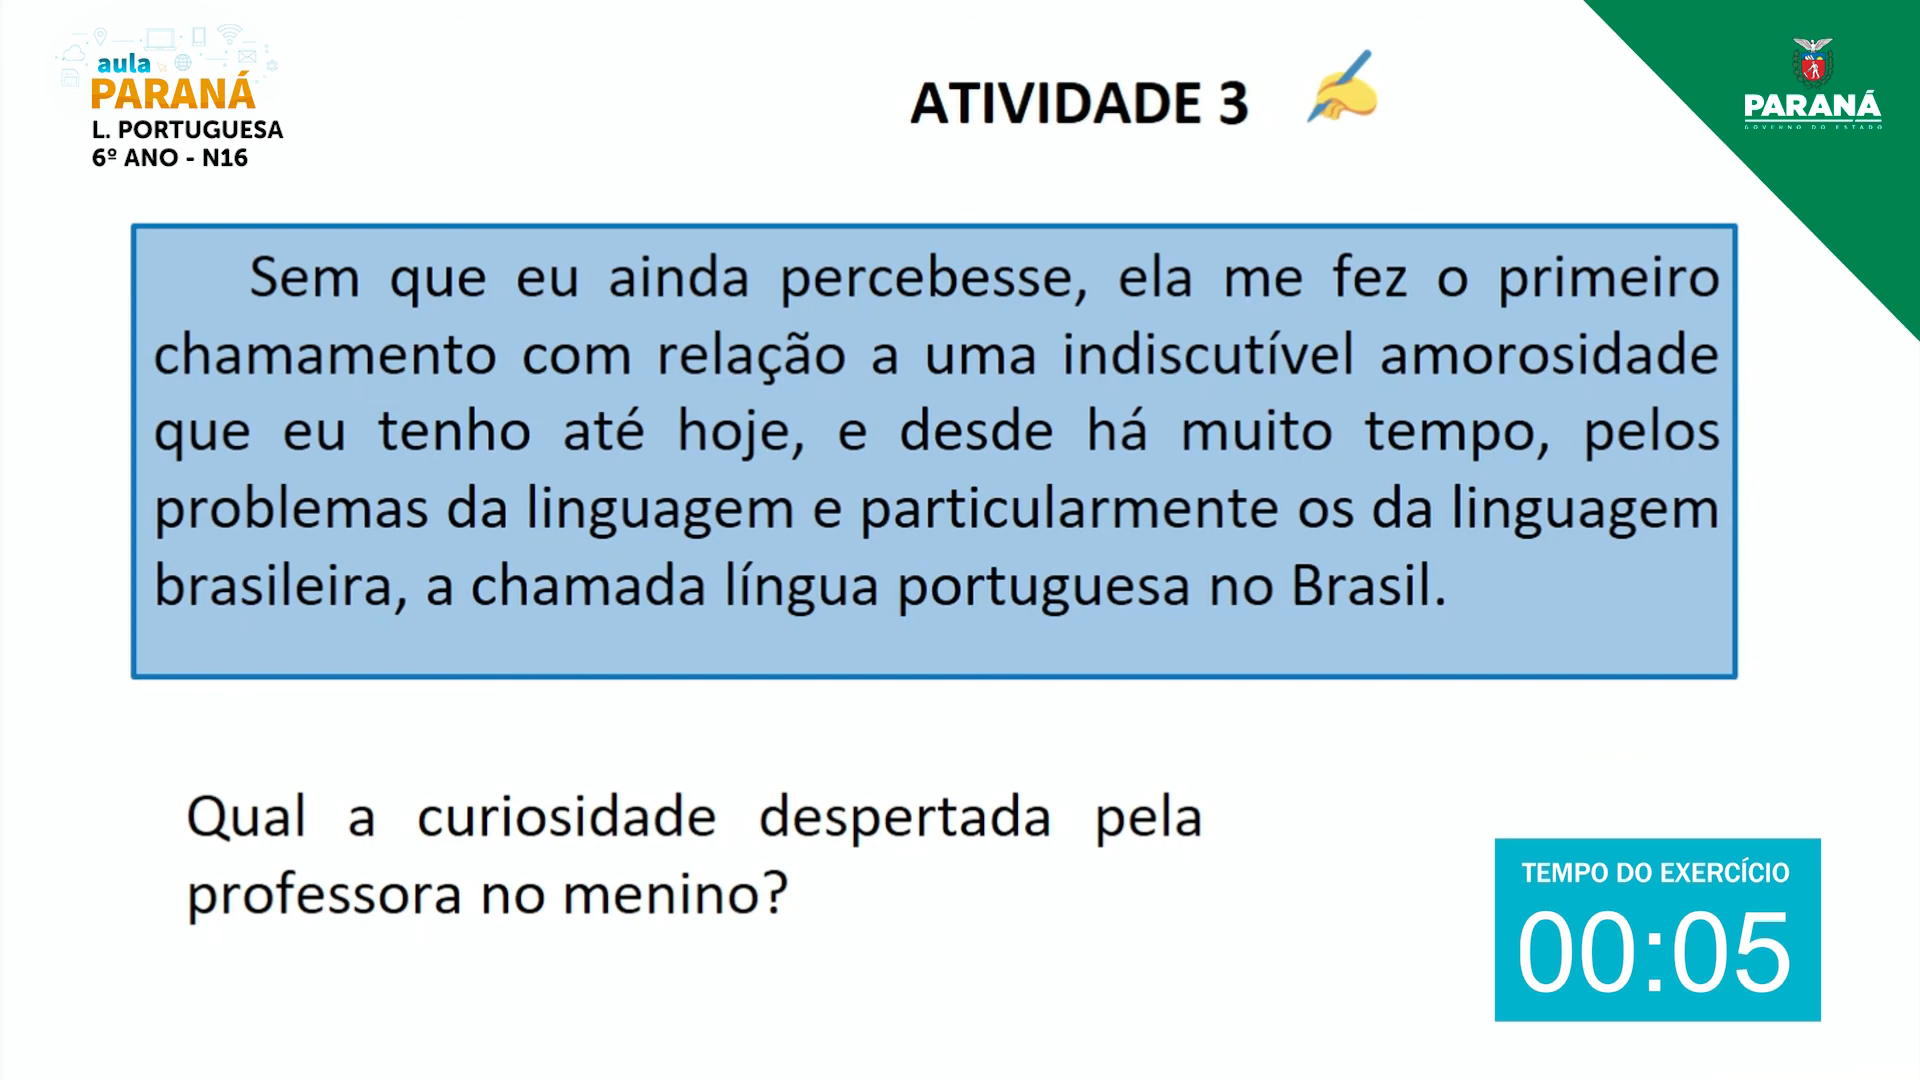 aula
PARANÁ
L. PORTUGUESA
6º ANO - N16
ATIVIDADE 3
PARANÁ
GOVERNO DO ESTADO
Sem que eu ainda percebesse, ela me fez o primeiro
chamamento com relação a uma indiscutível amorosidade
que eu tenho até hoje, e desde há muito tempo, pelos
problemas da linguagem e particularmente os da linguagem
brasileira, a chamada língua portuguesa no Brasil.
Qual a curiosidade despertada pela
professora no menino?
TEMPO DO EXERCÍCIO
00:05